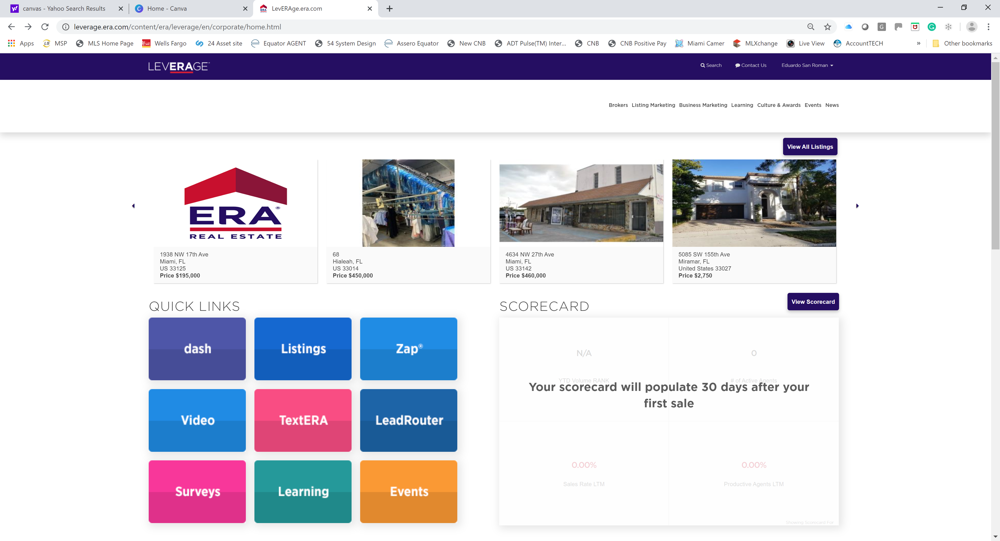 canvas - Yahoo Search Results
Home - Canva
LevERAge.era.com
leverage.era.com/content/era/leverage/en/corporate/home.html
Apps MSP MLS Home Page Wells Fargo 24 Asset site Equator AGENT 54 System Design Assero Equator New CNB ADT Pulse(TM) Inter... CNB CNB Positive Pay Miami Camer MLXchange Live View AccountTECH » Other bookmarks
LEVERAGE
Search Contact Us Eduardo San Roman
Brokers Listing Marketing Business Marketing Learning Culture & Awards Events News
View All Listings
ERA®
REAL ESTATE
1938 NW 17th Ave
Miami, FL
US 33125
Price $195,000
68
Hialeah, FL
US 33014
Price $450,000
4634 NW 27th Ave
Miami, FL
US 33142
Price $460,000
5085 SW 155th Ave
Miramar, FL
United States 33027
Price $2,750
QUICK LINKS
dash
Listings
Zap®
Video
TextERA
LeadRouter
Surveys
Learning
Events
SCORECARD
View Scorecard
N/A
YTD Volume RANK
0
# of Active Agents
Your scorecard will populate 30 days after your
first sale
0.00%
Sales Rate LTM
0.00%
Productive Agents LTM
Showing Scorecard For